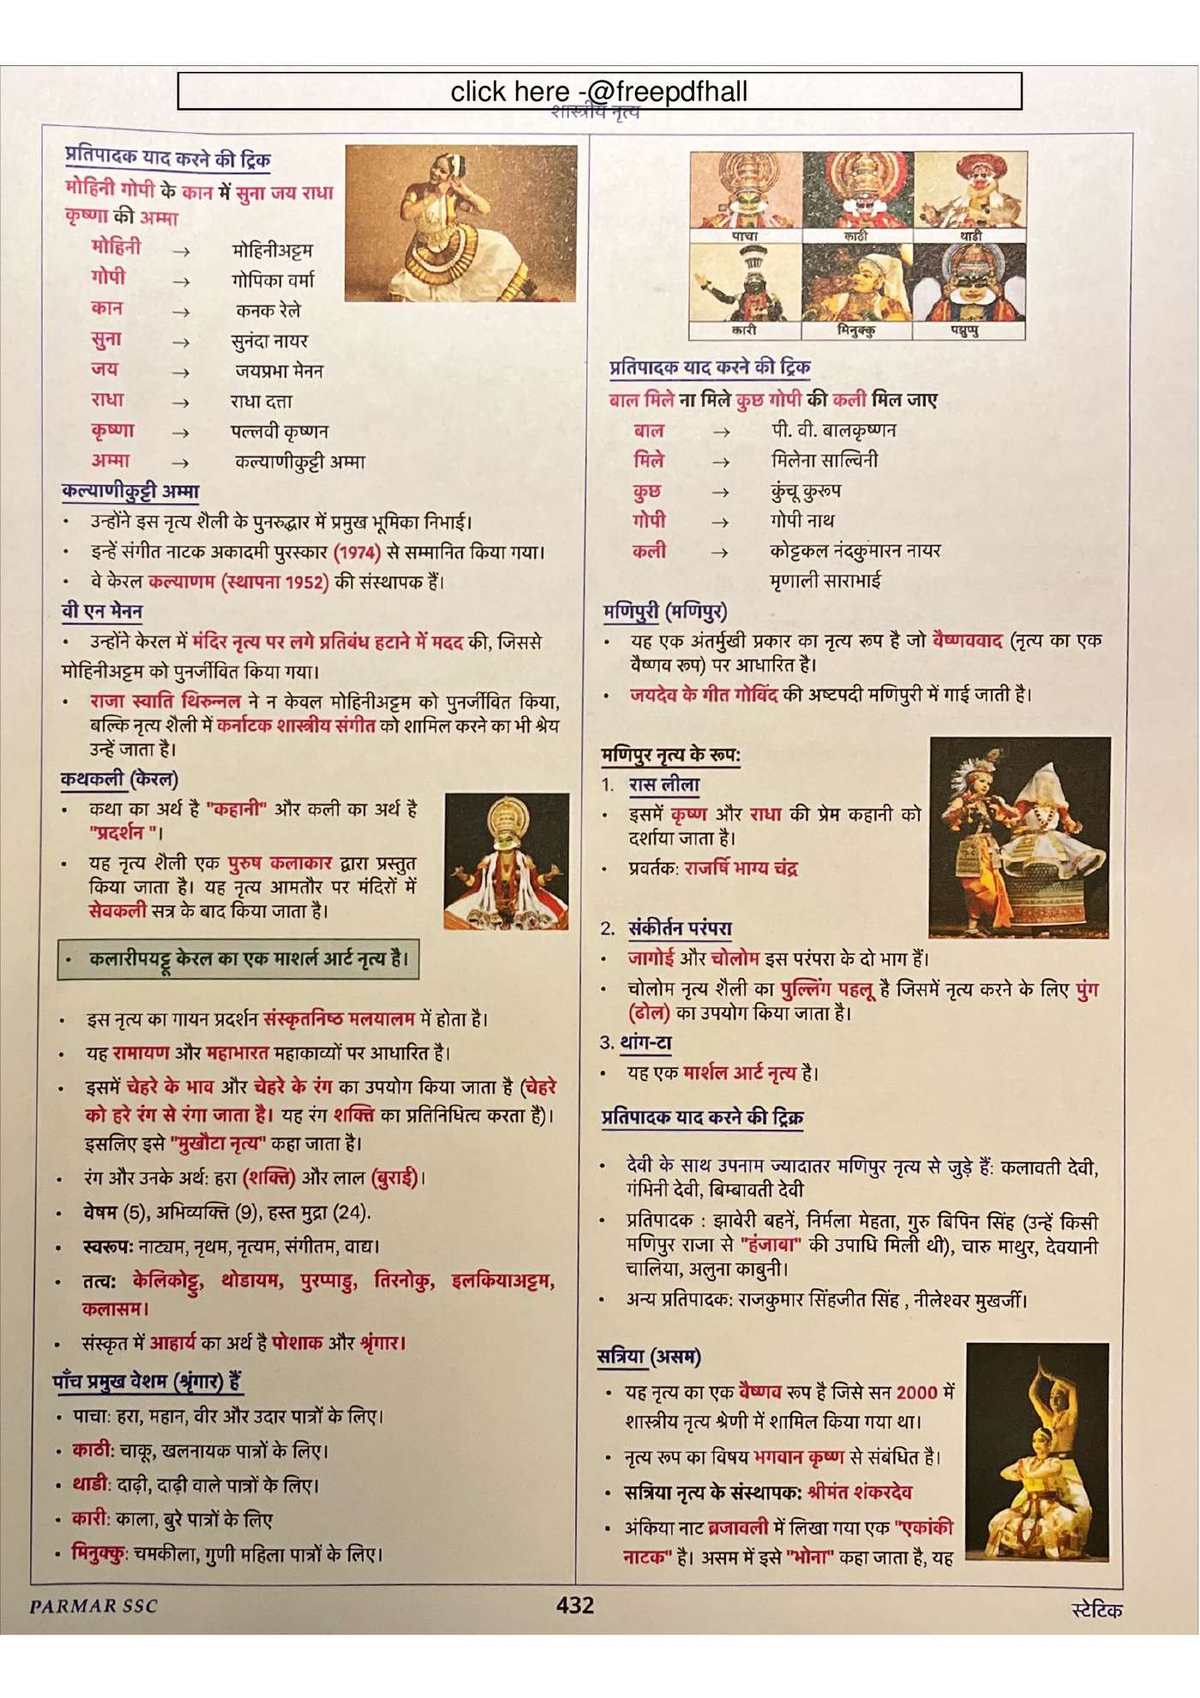 click here -@freepdfhall
शास्त्रीय नृत्य
प्रतिपादक याद करने की ट्रिक
मोहिनी गोपी के कान में सुना जय राधा
कृष्णा की अम्मा
मोहिनी → मोहिनीअट्टम
गोपी → गोपिका वर्मा
कान → कनक रेले
सुना → सुनंदा नायर
जय → जयप्रभा मेनन
राधा → राधा दत्ता
कृष्णा → पल्लवी कृष्णन
अम्मा → कल्याणीकुट्टी अम्मा
कल्याणीकुट्टी अम्मा
• उन्होंने इस नृत्य शैली के पुनरुद्धार में प्रमुख भूमिका निभाई।
• इन्हें संगीत नाटक अकादमी पुरस्कार (1974) से सम्मानित किया गया।
• वे केरल कल्याणम (स्थापना 1952) की संस्थापक हैं।
वी एन मेनन
• उन्होंने केरल में मंदिर नृत्य पर लगे प्रतिबंध हटाने में मदद की, जिससे
मोहिनीअट्टम को पुनर्जीवित किया गया।
• राजा स्वाति थिरुन्नल ने न केवल मोहिनीअट्टम को पुनर्जीवित किया,
बल्कि नृत्य शैली में कर्नाटक शास्त्रीय संगीत को शामिल करने का भी श्रेय
उन्हें जाता है।
कथकली (केरल)
• कथा का अर्थ है "कहानी" और कली का अर्थ है
"प्रदर्शन "।
• यह नृत्य शैली एक पुरुष कलाकार द्वारा प्रस्तुत
किया जाता है। यह नृत्य आमतौर पर मंदिरों में
सेवकली सत्र के बाद किया जाता है।
• कलारीपयट्टू केरल का एक माशर्ल आर्ट नृत्य है।
• इस नृत्य का गायन प्रदर्शन संस्कृतनिष्ठ मलयालम में होता है।
• यह रामायण और महाभारत महाकाव्यों पर आधारित है।
• इसमें चेहरे के भाव और चेहरे के रंग का उपयोग किया जाता है (चेहरे
को हरे रंग से रंगा जाता है। यह रंग शक्ति का प्रतिनिधित्व करता है)।
इसलिए इसे "मुखौटा नृत्य" कहा जाता है।
• रंग और उनके अर्थ: हरा (शक्ति) और लाल (बुराई)।
• वेषम (5), अभिव्यक्ति (9), हस्त मुद्रा (24).
• स्वरूप: नाट्यम, नृथम, नृत्यम, संगीतम, वाद्य।
• तत्व: केलिकोट्टु, थोडायम, पुरप्पाडु, तिरनोकु, इलकियाअट्टम,
कलासम।
• संस्कृत में आहार्य का अर्थ है पोशाक और श्रृंगार।
पाँच प्रमुख वेशम (श्रृंगार) हैं
• पाचा: हरा, महान, वीर और उदार पात्रों के लिए।
• काठी: चाकू, खलनायक पात्रों के लिए।
• थाडी: दाढ़ी, दाढ़ी वाले पात्रों के लिए।
• कारी: काला, बुरे पात्रों के लिए
• मिनुक्कु: चमकीला, गुणी महिला पात्रों के लिए।
पाचा काठी थाडी
कारी मिनुक्कु पझुप्पु
प्रतिपादक याद करने की ट्रिक
बाल मिले ना मिले कुछ गोपी की कली मिल जाए
बाल → पी. वी. बालकृष्णन
मिले → मिलेना साल्विनी
कुछ → कुंचू कुरूप
गोपी → गोपी नाथ
कली → कोट्टकल नंदकुमारन नायर
मृणाली साराभाई
मणिपुरी (मणिपुर)
• यह एक अंतर्मुखी प्रकार का नृत्य रूप है जो वैष्णववाद (नृत्य का एक
वैष्णव रूप) पर आधारित है।
• जयदेव के गीत गोविंद की अष्टपदी मणिपुरी में गाई जाती है।
मणिपुर नृत्य के रूप:
1. रास लीला
• इसमें कृष्ण और राधा की प्रेम कहानी को
दर्शाया जाता है।
• प्रवर्तक: राजर्षि भाग्य चंद्र
2. संकीर्तन परंपरा
• जागोई और चोलोम इस परंपरा के दो भाग हैं।
• चोलोम नृत्य शैली का पुल्लिंग पहलू है जिसमें नृत्य करने के लिए पुंग
(ढोल) का उपयोग किया जाता है।
3. थांग-टा
• यह एक मार्शल आर्ट नृत्य है।
प्रतिपादक याद करने की ट्रिक्र
• देवी के साथ उपनाम ज्यादातर मणिपुर नृत्य से जुड़े हैं: कलावती देवी,
गंभिनी देवी, बिम्बावती देवी
• प्रतिपादक : झावेरी बहनें, निर्मला मेहता, गुरु बिपिन सिंह (उन्हें किसी
मणिपुर राजा से "हंजाबा" की उपाधि मिली थी), चारु माथुर, देवयानी
चालिया, अलुना काबुनी।
• अन्य प्रतिपादक: राजकुमार सिंहजीत सिंह , नीलेश्वर मुखर्जी।
सत्रिया (असम)
• यह नृत्य का एक वैष्णव रूप है जिसे सन 2000 में
शास्त्रीय नृत्य श्रेणी में शामिल किया गया था।
• नृत्य रूप का विषय भगवान कृष्ण से संबंधित है।
• सत्रिया नृत्य के संस्थापक: श्रीमंत शंकरदेव
• अंकिया नाट ब्रजावली में लिखा गया एक "एकांकी
नाटक" है। असम में इसे "भोना" कहा जाता है, यह
PARMAR SSC
432
स्टेटिक